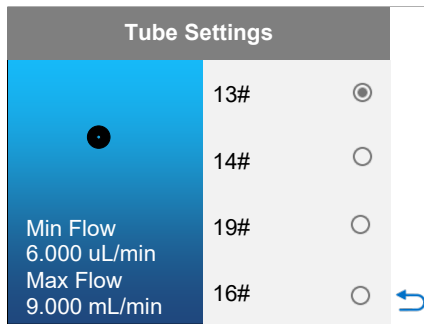 Tube Settings
13#
14#
19#
16#
Min Flow
6.000 uL/min
Max Flow
9.000 mL/min